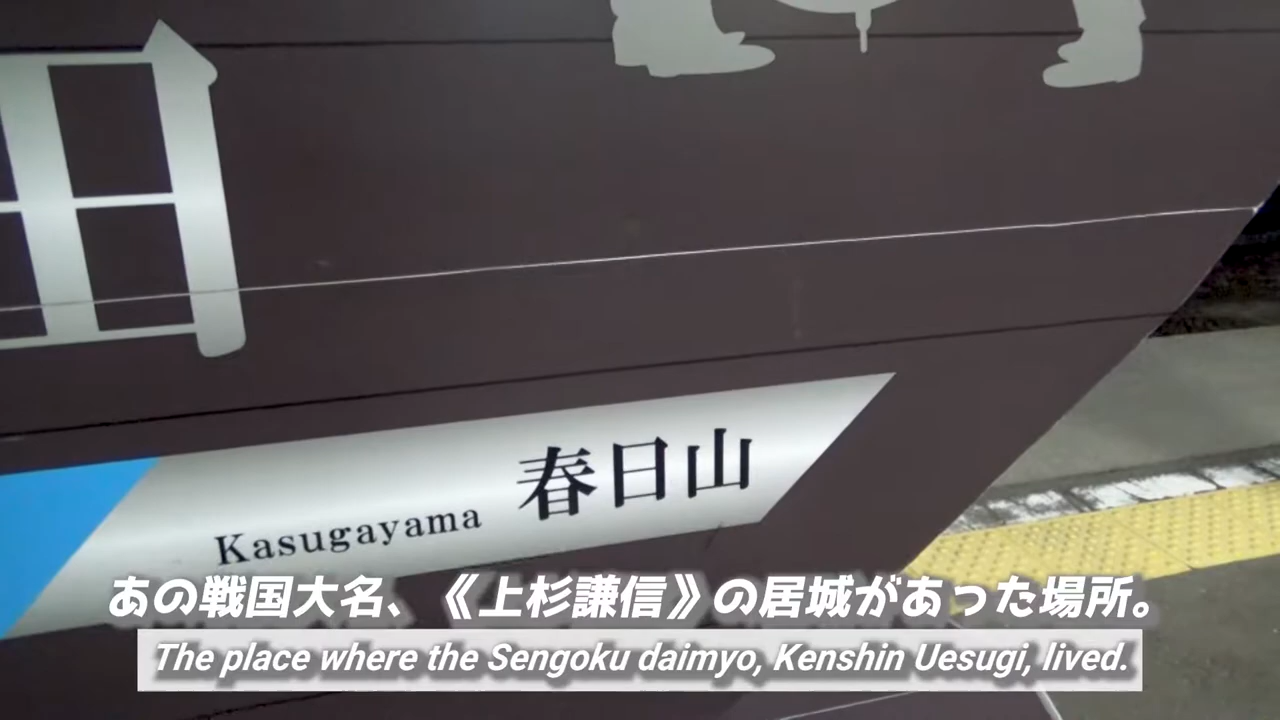 田
Kasugayama 春日山
あの戦国大名、《上杉謙信》の居城があった場所。
The place where the Sengoku daimyo, Kenshin Uesugi, lived.